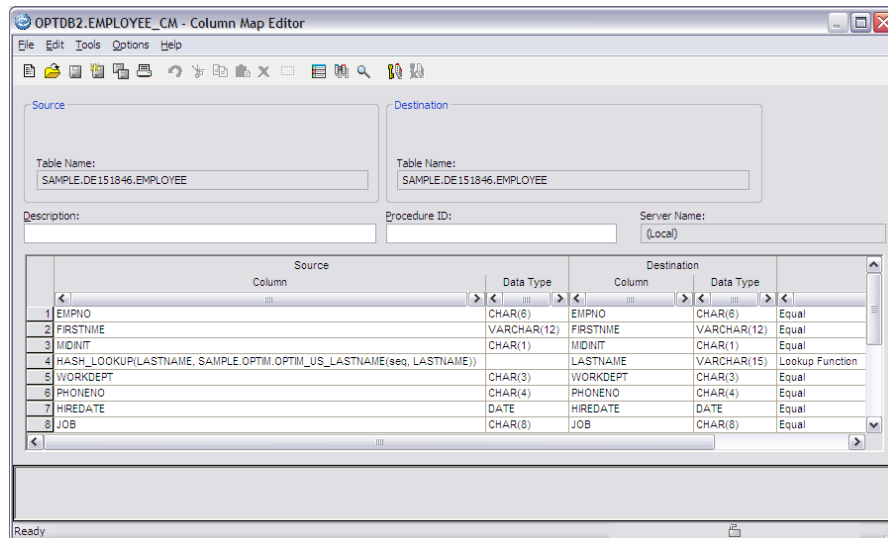 OPTDB2.EMPLOYEE_CM - Column Map Editor
File Edit Tools Options Help
Source
Destination
Table Name:
Table Name:
SAMPLE.DE151846.EMPLOYEE
SAMPLE.DE151846.EMPLOYEE
Description:
Procedure ID:
Server Name:
(Local)
Source Destination
Column Data Type Column Data Type
1 EMPNO CHAR(6) EMPNO CHAR(6) Equal
2 FIRSTNME VARCHAR(12) FIRSTNME VARCHAR(12) Equal
3 MIDINIT CHAR(1) MIDINIT CHAR(1) Equal
4 HASH_LOOKUP(LASTNAME, SAMPLE.OPTIM.OPTIM_US_LASTNAME(seq, LASTNAME)) LASTNAME VARCHAR(15) Lookup Function
5 WORKDEPT CHAR(3) WORKDEPT CHAR(3) Equal
6 PHONENO CHAR(4) PHONENO CHAR(4) Equal
7 HIREDATE DATE HIREDATE DATE Equal
8 JOB CHAR(8) JOB CHAR(8) Equal
Ready